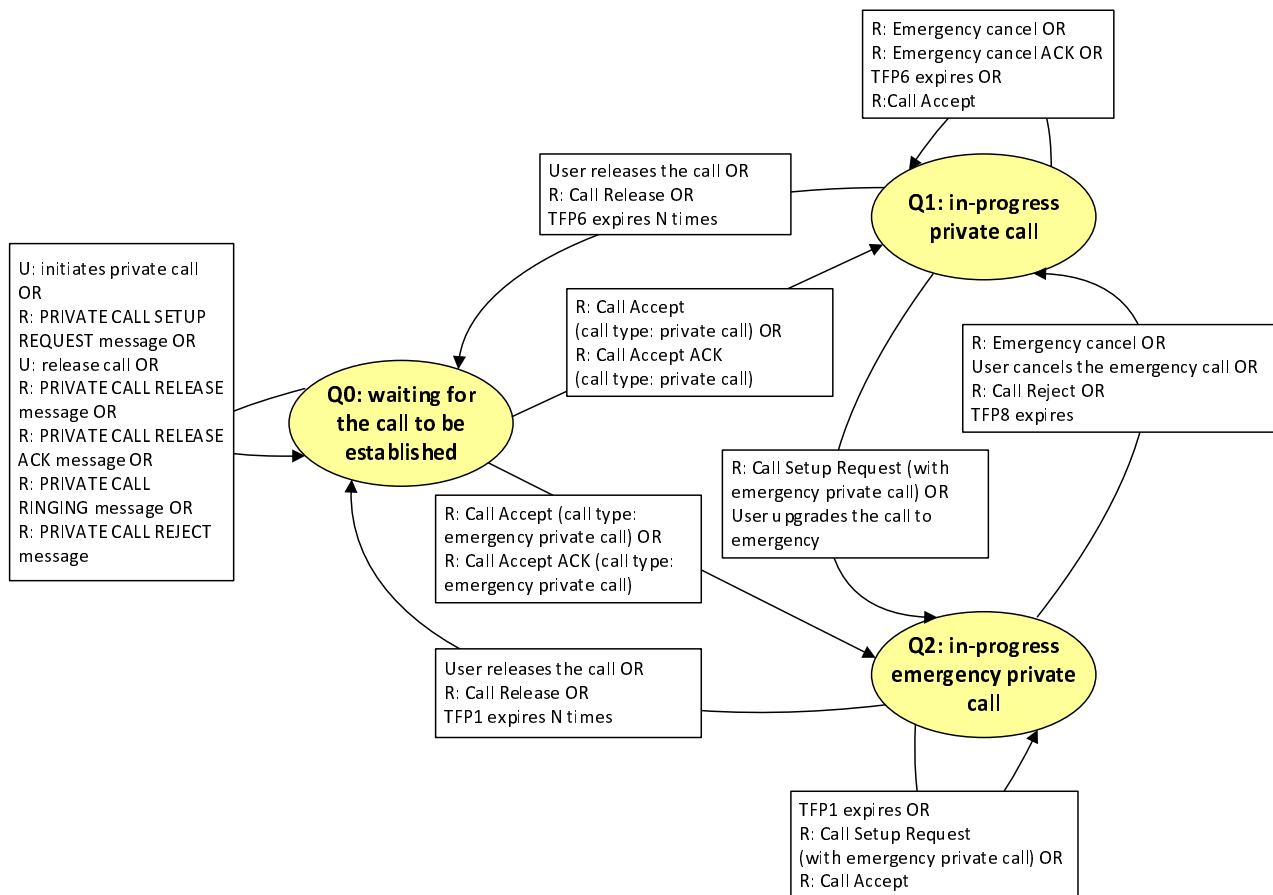 R: Emergency cancel OR
R: Emergency cancel ACK OR
TFP6 expires OR
R:Call Accept
User releases the call OR
R: Call Release OR
TFP6 expires N times
Q1: in-progress
private call
U: initiates private call
OR
R: PRIVATE CALL SETUP
REQUEST message OR
U: release call OR
R: PRIVATE CALL RELEASE
message OR
R: PRIVATE CALL RELEASE
ACK message OR
R: PRIVATE CALL
RINGING message OR
R: PRIVATE CALL REJECT
message
R: Call Accept
(call type: private call) OR
R: Call Accept ACK
(call type: private call)
R: Emergency cancel OR
User cancels the emergency call OR
R: Call Reject OR
TFP8 expires
Q0: waiting for
the call to be
established
R: Call Setup Request (with
emergency private call) OR
User upgrades the call to
emergency
R: Call Accept (call type:
emergency private call) OR
R: Call Accept ACK (call type:
emergency private call)
Q2: in-progress
emergency private
call
User releases the call OR
R: Call Release OR
TFP1 expires N times
TFP1 expires OR
R: Call Setup Request
(with emergency private call) OR
R: Call Accept